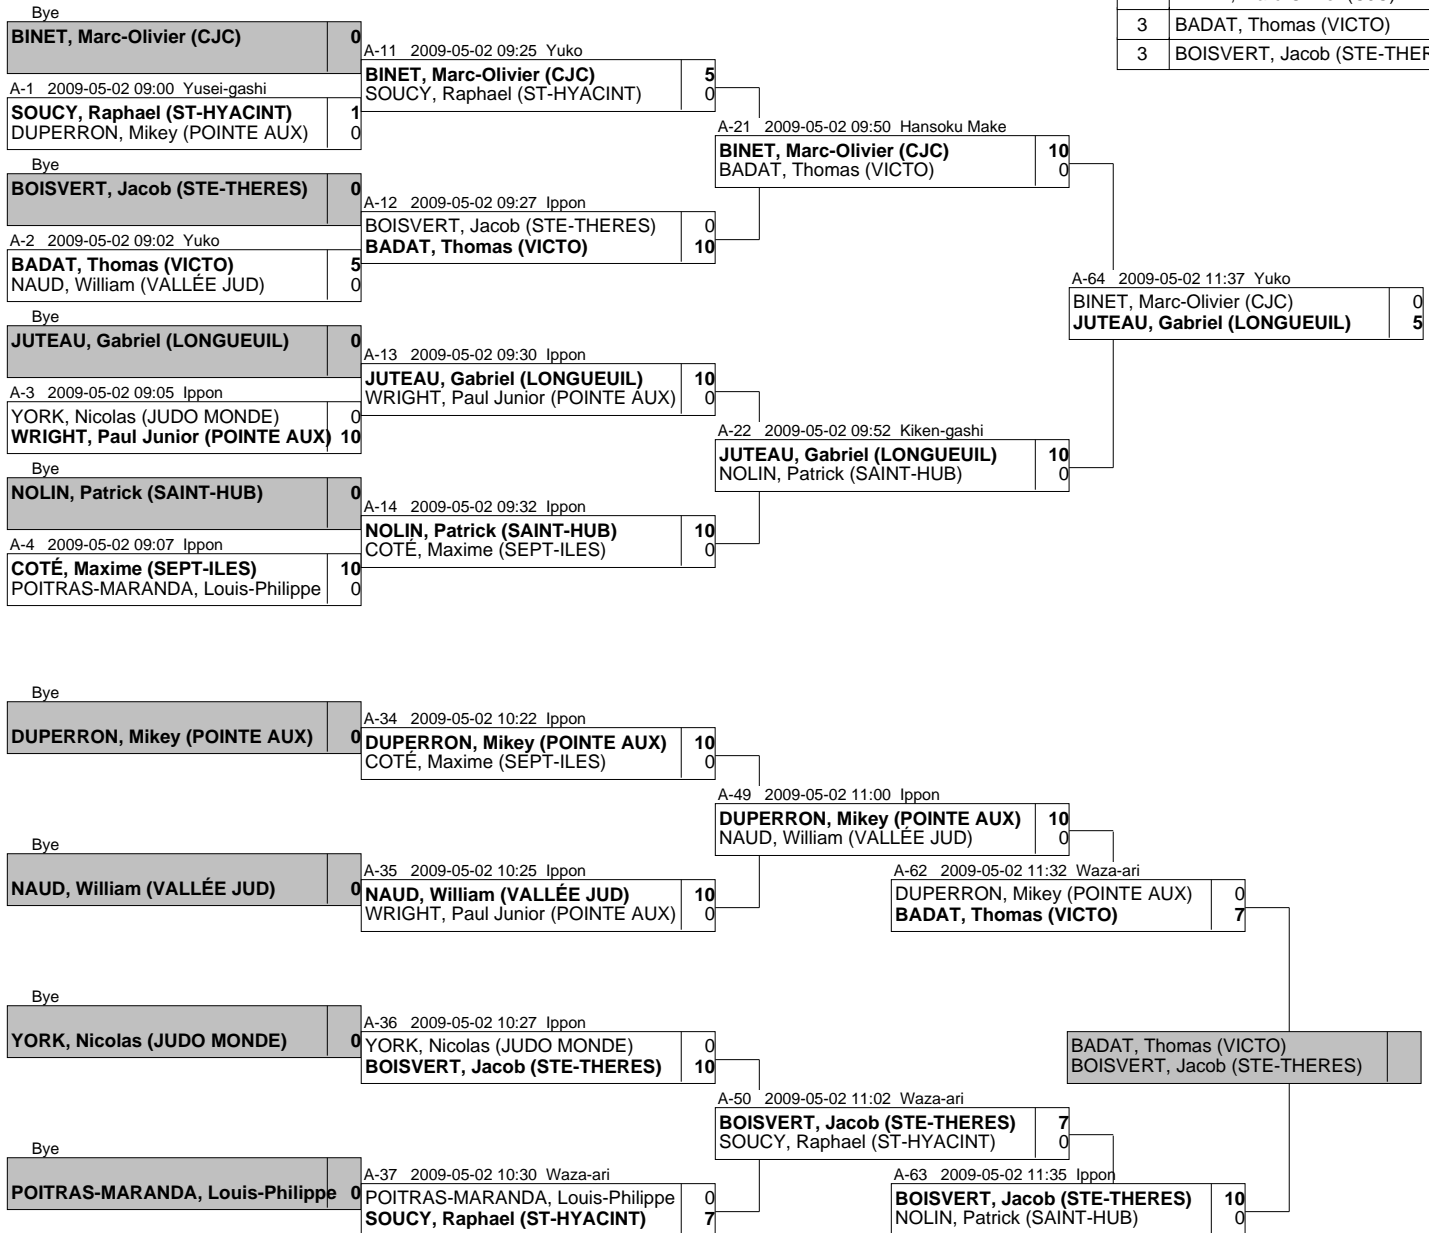 3 BADAT, Thomas (VICTO)
3 BOISVERT, Jacob (STE-THER
Bye
BINET, Marc-Olivier (CJC) 0
A-1 2009-05-02 09:00 Yusei-gashi
SOUCY, Raphael (ST-HYACINT) 1
DUPERRON, Mikey (POINTE AUX) 0
Bye
BOISVERT, Jacob (STE-THERES) 0
A-2 2009-05-02 09:02 Yuko
BADAT, Thomas (VICTO) 5
NAUD, William (VALLÉE JUD) 0
Bye
JUTEAU, Gabriel (LONGUEUIL) 0
A-3 2009-05-02 09:05 Ippon
YORK, Nicolas (JUDO MONDE) 0
WRIGHT, Paul Junior (POINTE AUX) 10
Bye
NOLIN, Patrick (SAINT-HUB) 0
A-4 2009-05-02 09:07 Ippon
COTÉ, Maxime (SEPT-ILES) 10
POITRAS-MARANDA, Louis-Philippe 0
A-11 2009-05-02 09:25 Yuko
BINET, Marc-Olivier (CJC) 5
SOUCY, Raphael (ST-HYACINT) 0
A-12 2009-05-02 09:27 Ippon
BOISVERT, Jacob (STE-THERES) 0
BADAT, Thomas (VICTO) 10
A-13 2009-05-02 09:30 Ippon
JUTEAU, Gabriel (LONGUEUIL) 10
WRIGHT, Paul Junior (POINTE AUX) 0
A-14 2009-05-02 09:32 Ippon
NOLIN, Patrick (SAINT-HUB) 10
COTÉ, Maxime (SEPT-ILES) 0
A-21 2009-05-02 09:50 Hansoku Make
BINET, Marc-Olivier (CJC) 10
BADAT, Thomas (VICTO) 0
A-22 2009-05-02 09:52 Kiken-gashi
JUTEAU, Gabriel (LONGUEUIL) 10
NOLIN, Patrick (SAINT-HUB) 0
A-64 2009-05-02 11:37 Yuko
BINET, Marc-Olivier (CJC) 0
JUTEAU, Gabriel (LONGUEUIL) 5
Bye
DUPERRON, Mikey (POINTE AUX) 0
Bye
NAUD, William (VALLÉE JUD) 0
Bye
YORK, Nicolas (JUDO MONDE) 0
Bye
POITRAS-MARANDA, Louis-Philippe 0
A-34 2009-05-02 10:22 Ippon
DUPERRON, Mikey (POINTE AUX) 10
COTÉ, Maxime (SEPT-ILES) 0
A-35 2009-05-02 10:25 Ippon
NAUD, William (VALLÉE JUD) 10
WRIGHT, Paul Junior (POINTE AUX) 0
A-36 2009-05-02 10:27 Ippon
YORK, Nicolas (JUDO MONDE) 0
BOISVERT, Jacob (STE-THERES) 10
A-37 2009-05-02 10:30 Waza-ari
POITRAS-MARANDA, Louis-Philippe 0
SOUCY, Raphael (ST-HYACINT) 7
A-49 2009-05-02 11:00 Ippon
DUPERRON, Mikey (POINTE AUX) 10
NAUD, William (VALLÉE JUD) 0
A-50 2009-05-02 11:02 Waza-ari
BOISVERT, Jacob (STE-THERES) 7
SOUCY, Raphael (ST-HYACINT) 0
A-62 2009-05-02 11:32 Waza-ari
DUPERRON, Mikey (POINTE AUX) 0
BADAT, Thomas (VICTO) 7
A-63 2009-05-02 11:35 Ippon
BOISVERT, Jacob (STE-THERES) 10
NOLIN, Patrick (SAINT-HUB) 0
BADAT, Thomas (VICTO)
BOISVERT, Jacob (STE-THERES)